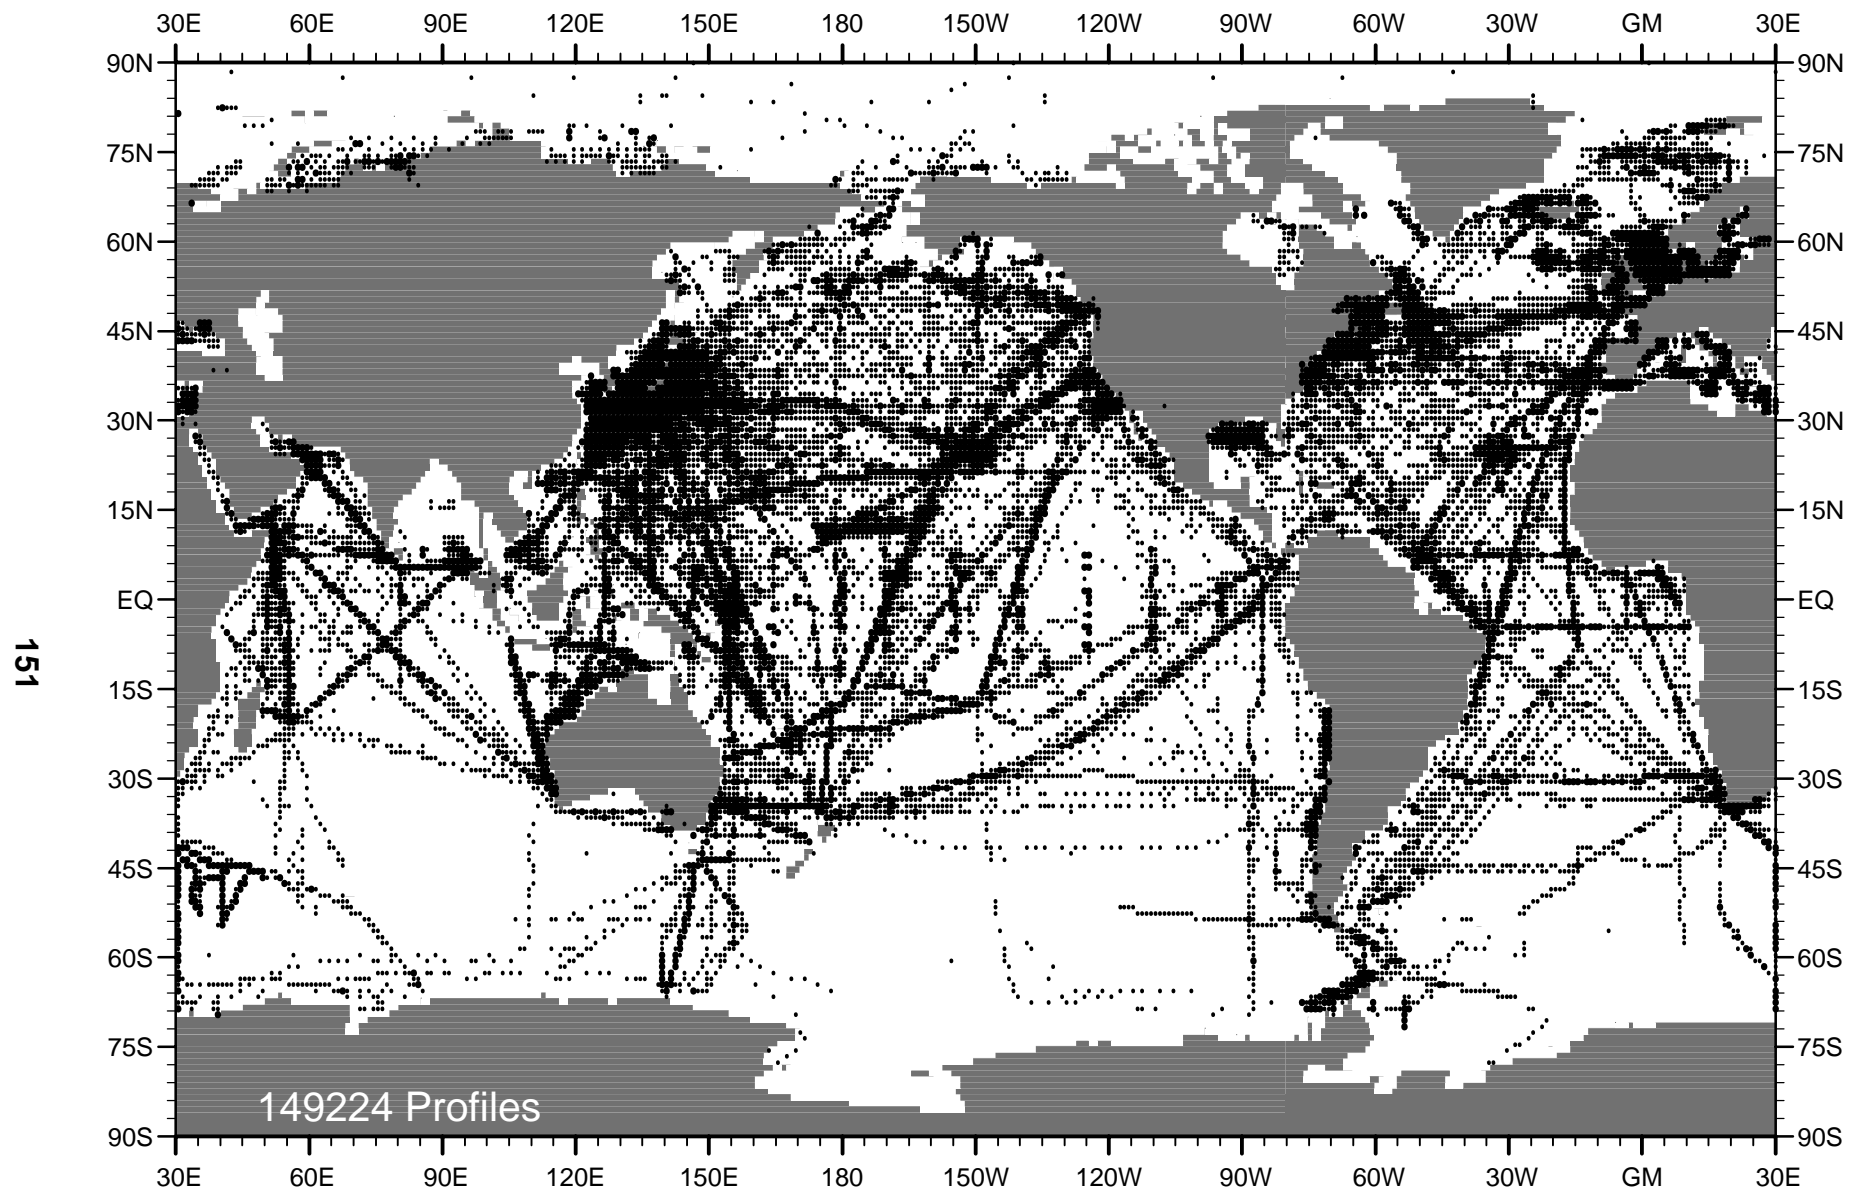 30E 60E 90E 120E 150E 180 150W 120W 90W 60W 30W GM 30E
90N 90N
75N 75N
60N 60N
45N 45N
30N 30N
15N 15N
EQ EQ
15S 15S
30S 30S
45S 45S
60S 60S
75S 75S
90S 90S
149224 Profiles
30E 60E 90E 120E 150E 180 150W 120W 90W 60W 30W GM 30E
151